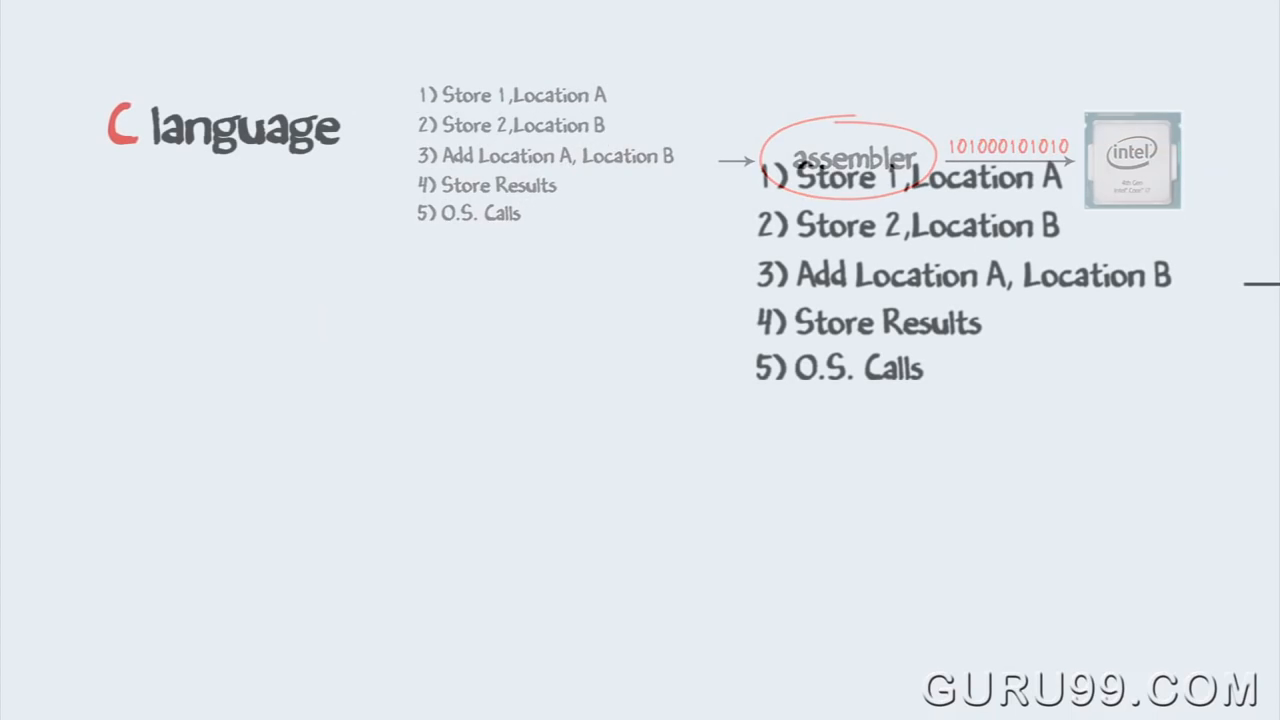 C language
1) Store 1,Location A
2) Store 2,Location B
3) Add Location A, Location B
4) Store Results
5) O.S. Calls
assembler
101000101010
intel
4th Gen
Intel® Core™ i7
1) Store 1,Location A
2) Store 2,Location B
3) Add Location A, Location B
4) Store Results
5) O.S. Calls
GURU99.COM